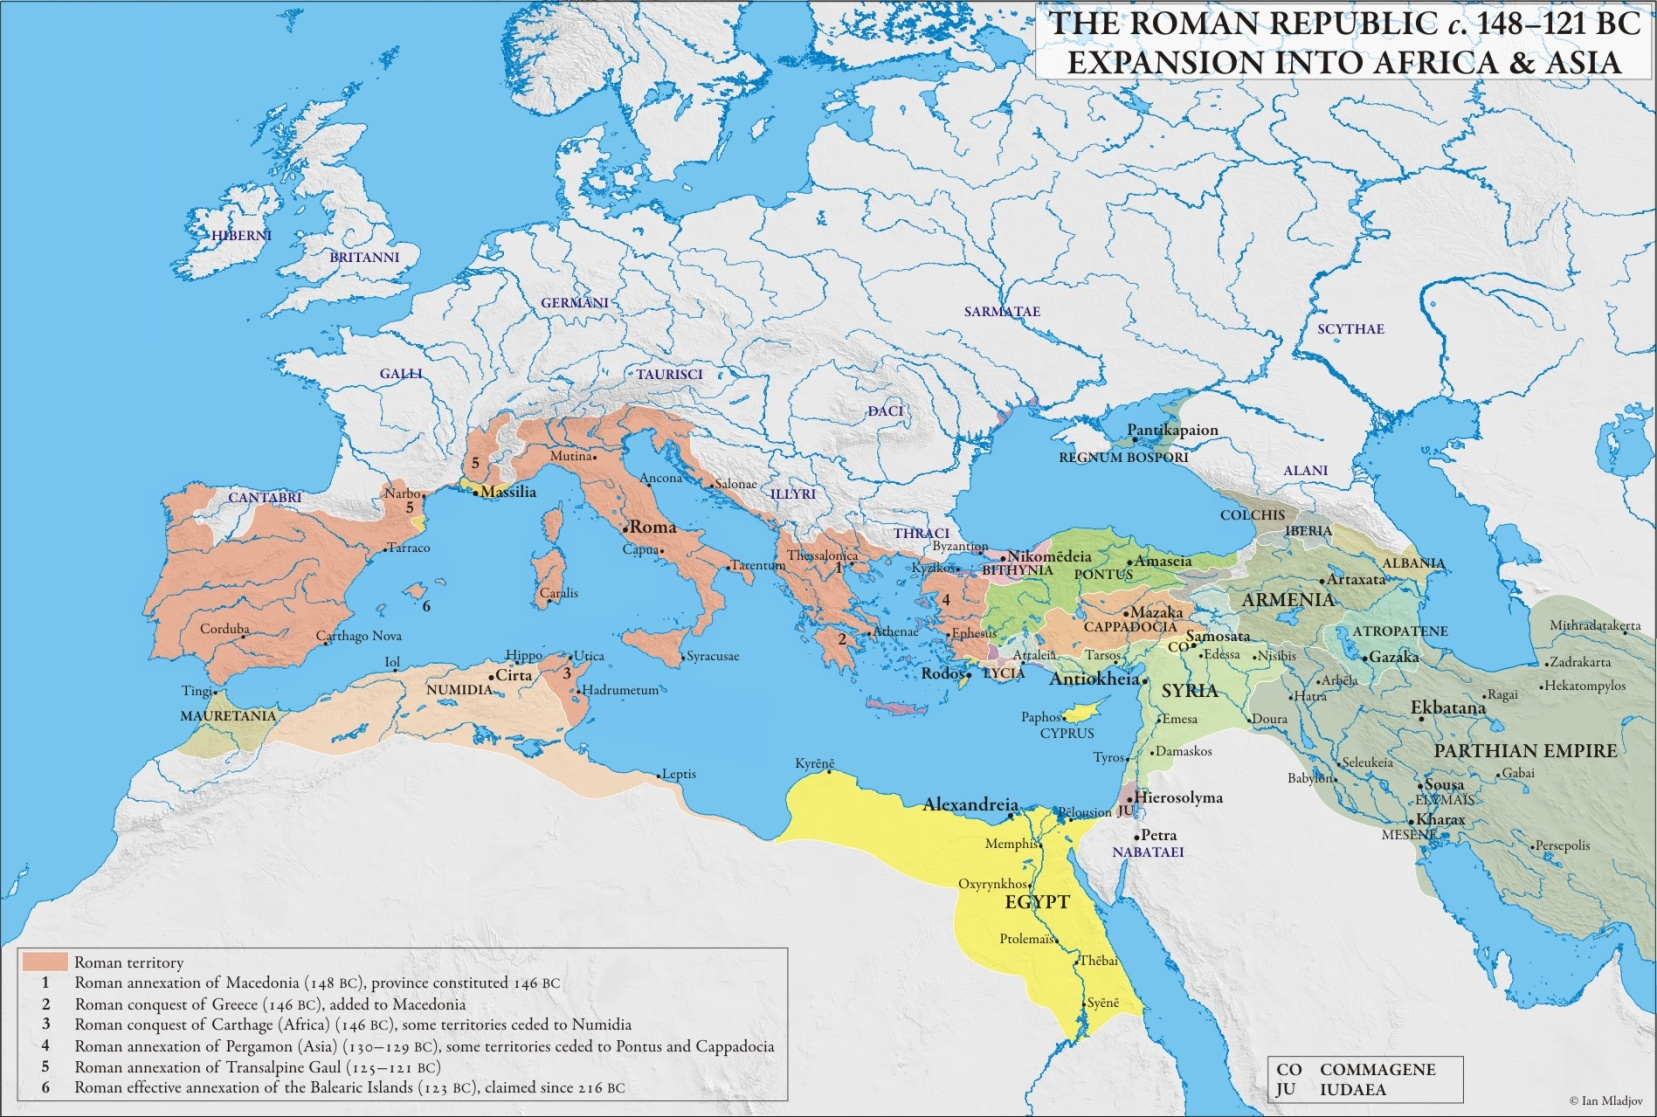 THE ROMAN REPUBLIC c. 148–121 BC
EXPANSION INTO AFRICA & ASIA
HIBERNI
BRITANNI
GERMANI
SARMATAE
SCYTHAE
GALLI
TAURISCI
DACI
Pantikapaion
REGNUM BOSPORI
ALANI
Mutina
5
Ancona
Salonae
ILLYRI
CANTABRI
Narbo
5
Massilia
COLCHIS
IBERIA
Roma
THRACI
Byzantion
Capua
Tarraco
Thessalonica
1
Nikomēdeia
Amaseia
ALBANIA
Tarentum
Kyzikos
BITHYNIA
PONTUS
Artaxata
Caralis
6
4
ARMENIA
Mazaka
CAPPADOCIA
Corduba
Carthago Nova
2
Athenae
Ephesus
Samosata
CO
ATROPATENE
Mithradatakerta
Hippo
Utica
Syracusae
Attaleia
Tarsos
Edessa
Nisibis
Gazaka
Zadrakarta
Iol
Cirta
3
Rodos
LYCIA
Antiokheia
Arbēla
Hekatompylos
Tingi
NUMIDIA
Hadrumetum
SYRIA
Hatra
Ragai
MAURETANIA
Ekbatana
Paphos
CYPRUS
Emesa
Doura
PARTHIAN EMPIRE
Tyros
Damaskos
Seleukeia
Kyrēnē
Leptis
Babylōn
Gabai
Sousa
ELYMAÏS
Alexandreia
Pēlousion
JU
Hierosolyma
Kharax
MESENE
Petra
Memphis
NABATAEI
Persepolis
Oxyrynkhos
EGYPT
Ptolemaïs
Thēbai
Syēnē
Roman territory
1 Roman annexation of Macedonia (148 BC), province constituted 146 BC
2 Roman conquest of Greece (146 BC), added to Macedonia
3 Roman conquest of Carthage (Africa) (146 BC), some territories ceded to Numidia
4 Roman annexation of Pergamon (Asia) (130–129 BC), some territories ceded to Pontus and Cappadocia
5 Roman annexation of Transalpine Gaul (125–121 BC)
6 Roman effective annexation of the Balearic Islands (123 BC), claimed since 216 BC
CO COMMAGENE
JU IUDAEA
© Ian Mladjov